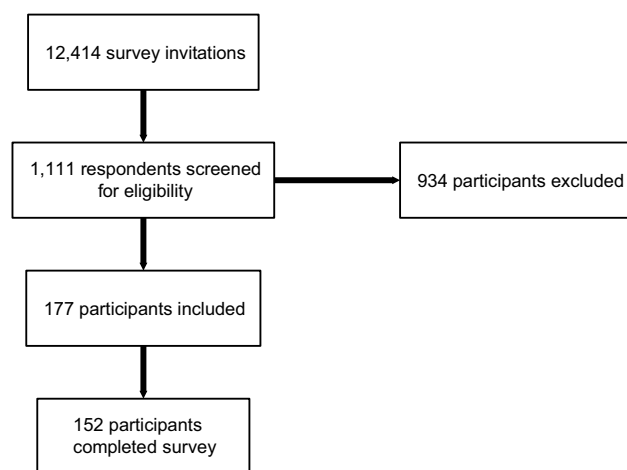 12,414 survey invitations
1,111 respondents screened
for eligibility
934 participants excluded
177 participants included
152 participants
completed survey